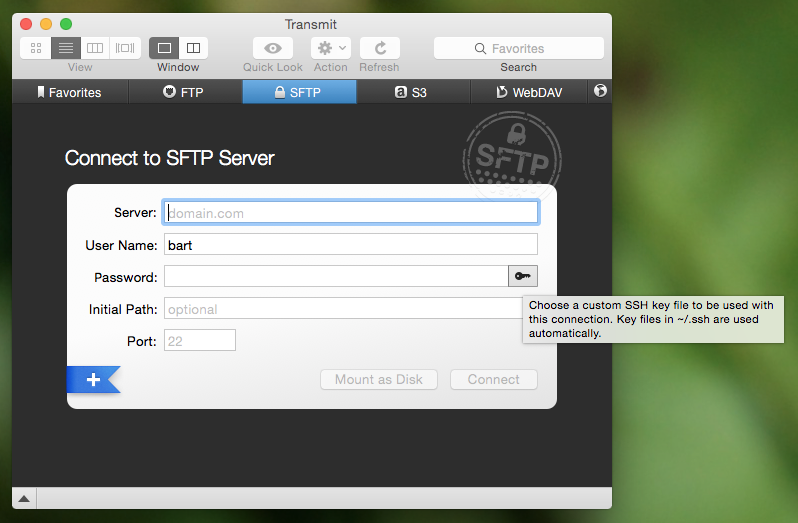 Transmit
Favorites
View
Window
Quick Look
Action
Refresh
Search
Favorites
FTP
SFTP
a S3
WebDAV
SFTP
Connect to SFTP Server
Server: domain.com
User Name: bart
Password:
Initial Path: optional
Choose a custom SSH key file to be used with
this connection. Key files in ~/.ssh are used
automatically.
Port: 22
Mount as Disk
Connect